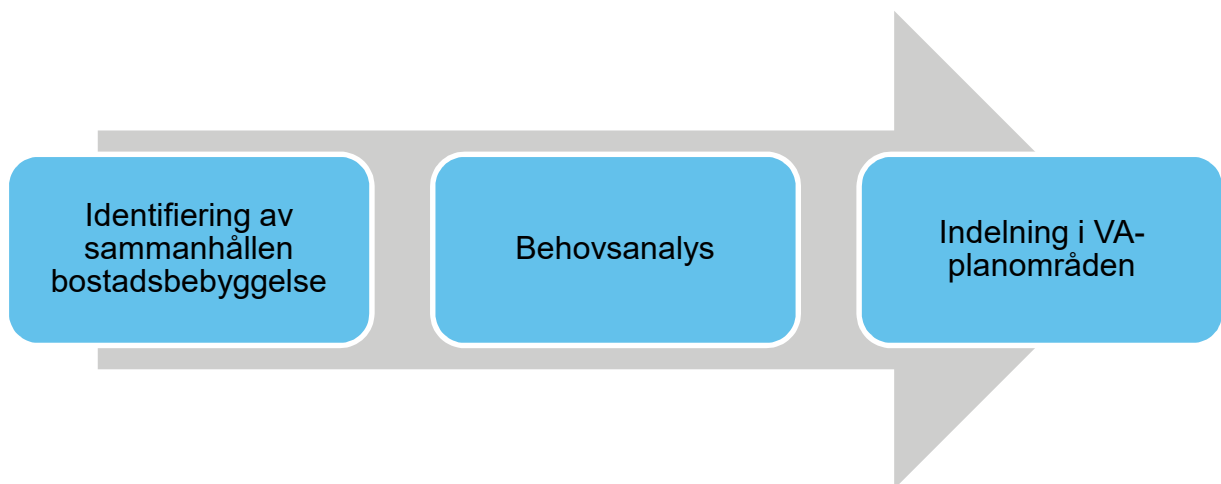 Identifiering av
sammanhållen
bostadsbebyggelse
Behovsanalys
Indelning i VA-
planområden